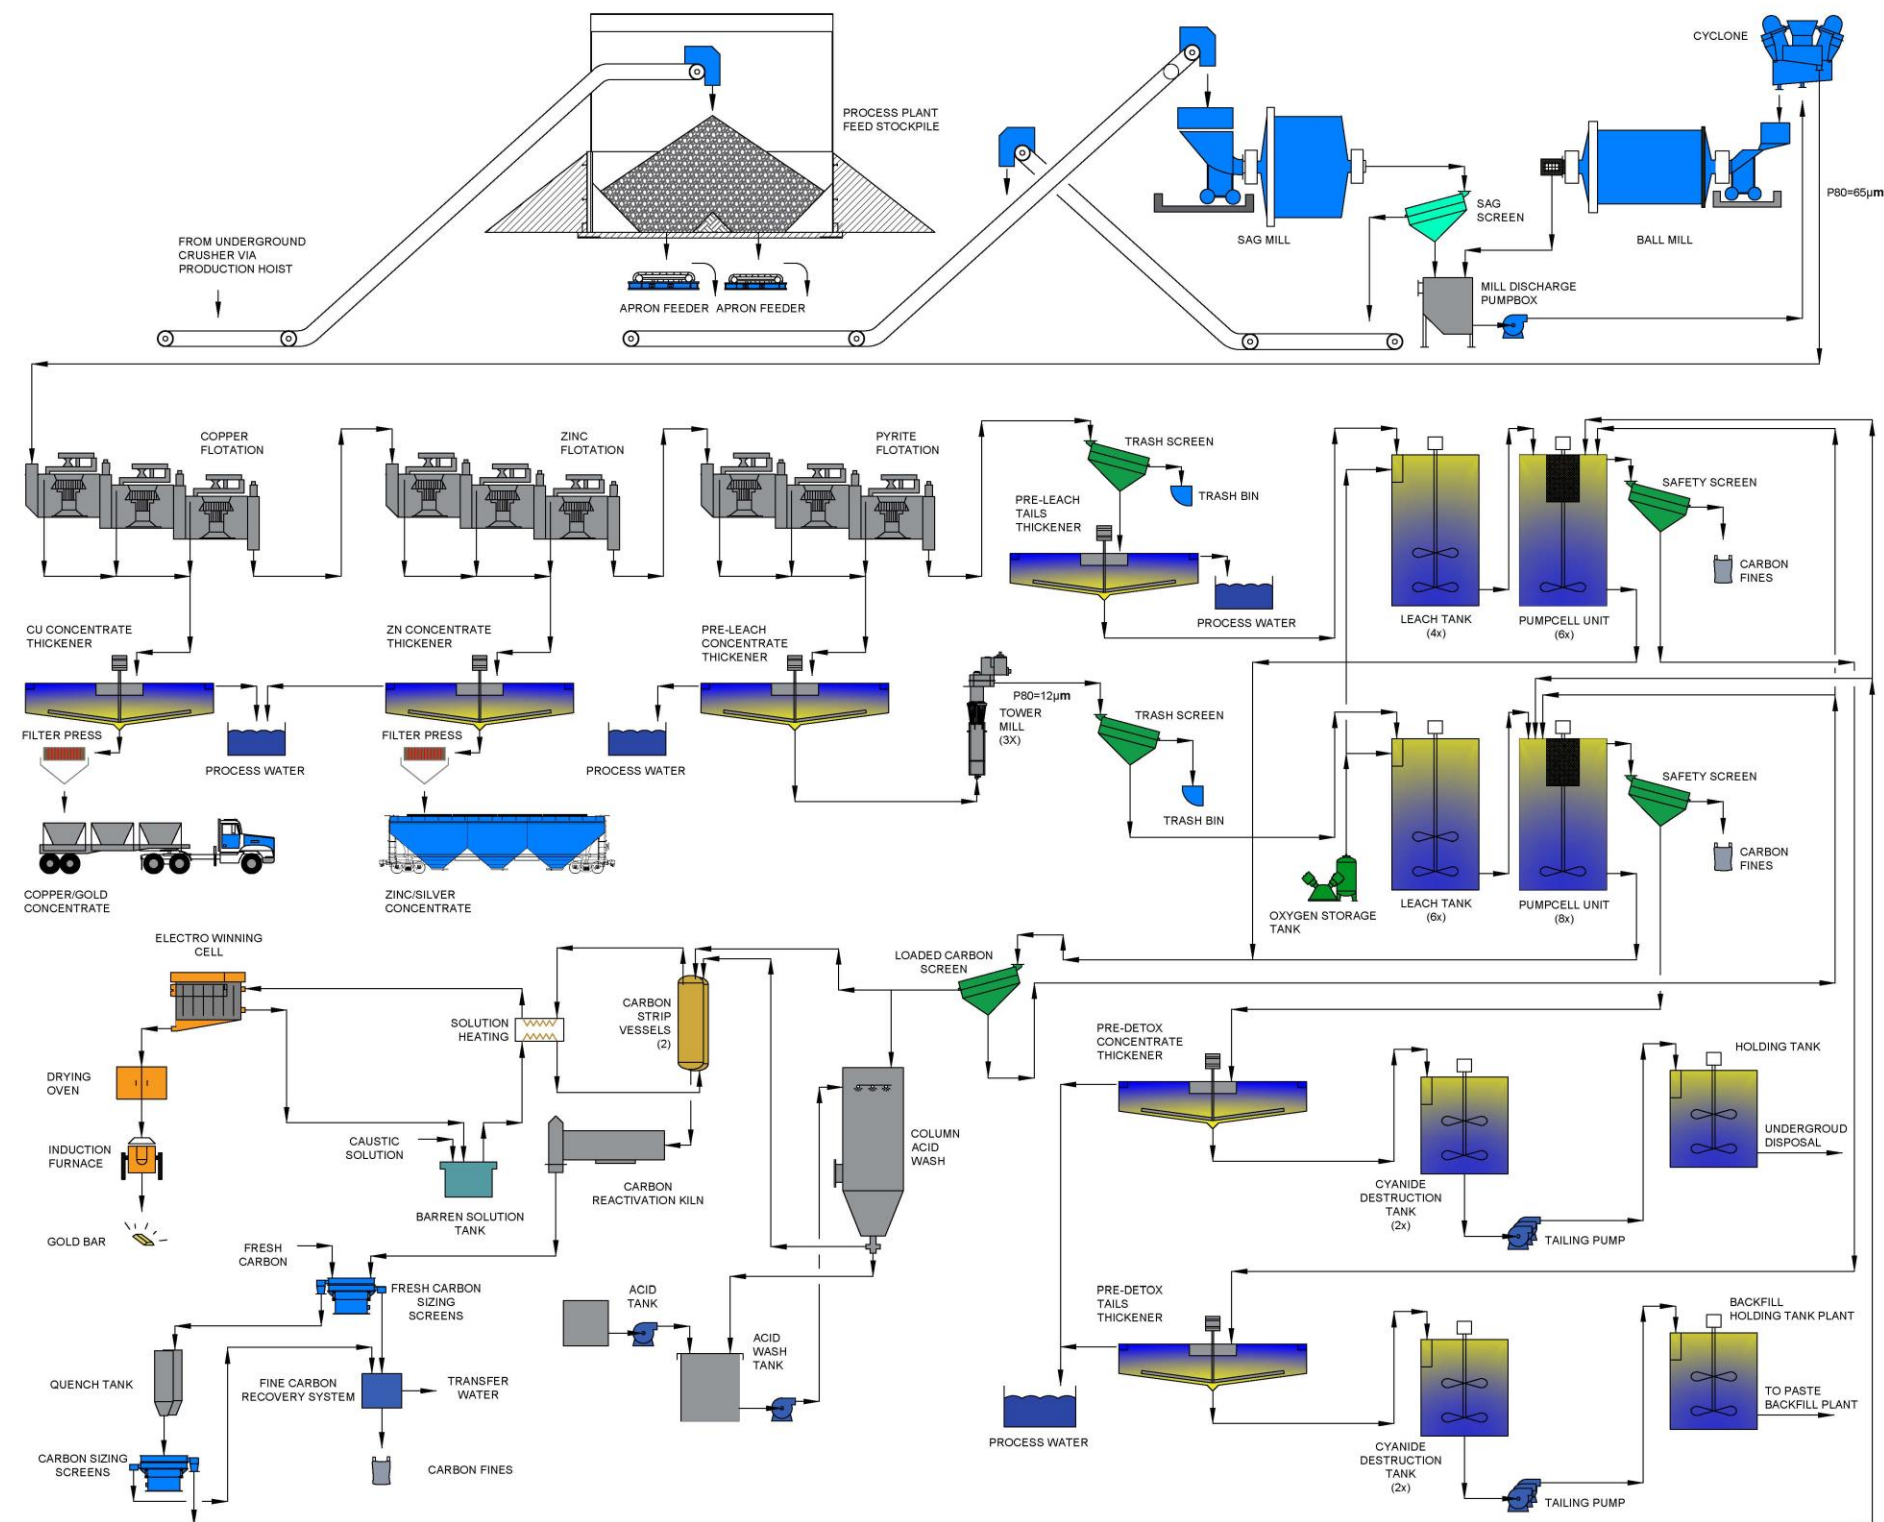 CYCLONE
PROCESS PLANT
FEED STOCKPILE
P80=65µm
SAG
SCREEN
FROM UNDERGROUND
CRUSHER VIA
PRODUCTION HOIST
SAG MILL
BALL MILL
MILL DISCHARGE
PUMPBOX
APRON FEEDER
APRON FEEDER
COPPER
FLOTATION
ZINC
FLOTATION
PYRITE
FLOTATION
TRASH SCREEN
TRASH BIN
PRE-LEACH
TAILS
THICKENER
SAFETY SCREEN
CARBON
FINES
PROCESS WATER
LEACH TANK
(4x)
PUMPCELL UNIT
(6x)
CU CONCENTRATE
THICKENER
ZN CONCENTRATE
THICKENER
PRE-LEACH
CONCENTRATE
THICKENER
P80=12µm
TOWER
MILL
(3X)
TRASH SCREEN
FILTER PRESS
FILTER PRESS
PROCESS WATER
PROCESS WATER
TRASH BIN
SAFETY SCREEN
CARBON
FINES
COPPER/GOLD
CONCENTRATE
ZINC/SILVER
CONCENTRATE
OXYGEN STORAGE
TANK
LEACH TANK
(6x)
PUMPCELL UNIT
(8x)
ELECTRO WINNING
CELL
LOADED CARBON
SCREEN
SOLUTION
HEATING
CARBON
STRIP
VESSELS
(2)
PRE-DETOX
CONCENTRATE
THICKENER
HOLDING TANK
DRYING
OVEN
INDUCTION
FURNACE
CAUSTIC
SOLUTION
COLUMN
ACID
WASH
UNDERGROUD
DISPOSAL
CARBON
REACTIVATION KILN
CYANIDE
DESTRUCTION
TANK
(2x)
BARREN SOLUTION
TANK
GOLD BAR
FRESH
CARBON
TAILING PUMP
FRESH CARBON
SIZING
SCREENS
ACID
TANK
ACID
WASH
TANK
PRE-DETOX
TAILS
THICKENER
BACKFILL
HOLDING TANK PLANT
QUENCH TANK
FINE CARBON
RECOVERY SYSTEM
TRANSFER
WATER
TO PASTE
BACKFILL PLANT
PROCESS WATER
CARBON SIZING
SCREENS
CARBON FINES
CYANIDE
DESTRUCTION
TANK
(2x)
TAILING PUMP